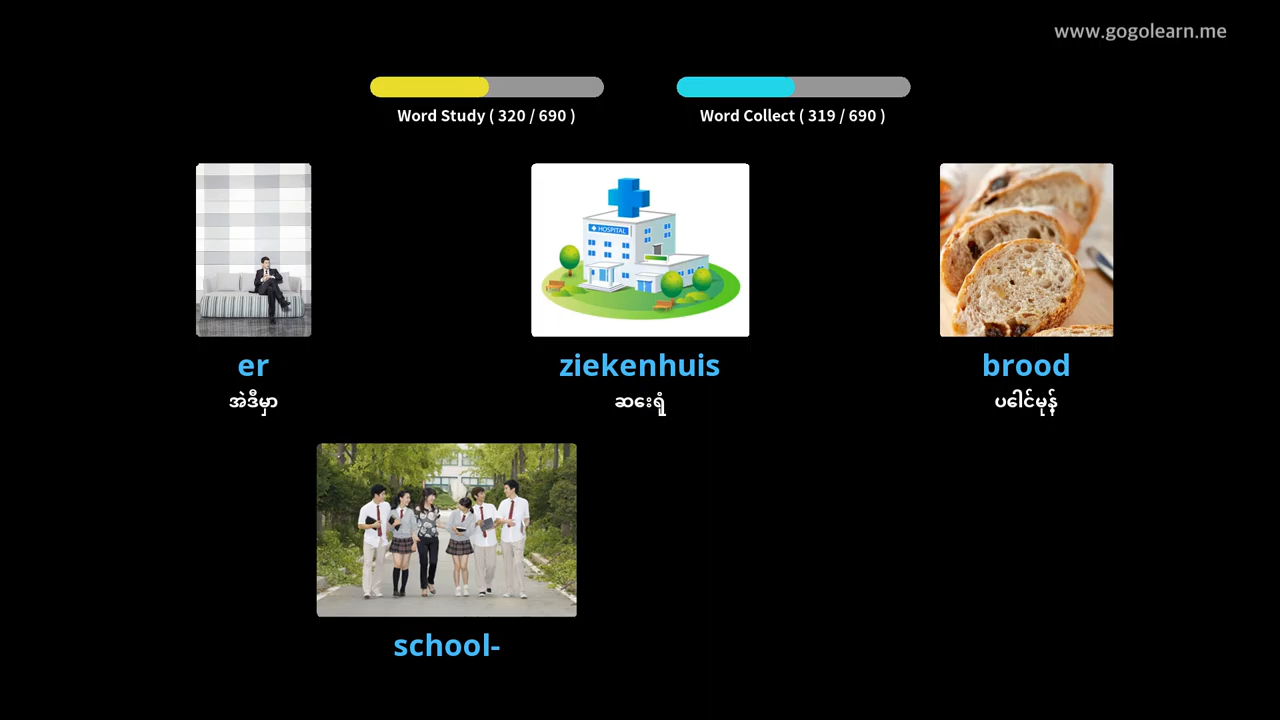 www.gogolearn.me
Word Study ( 320 / 690 )
Word Collect ( 319 / 690 )
HOSPITAL
er
ziekenhuis
brood
အဲဒီမှာ
ဆေးရုံ
ပေါင်မုန့်
school-